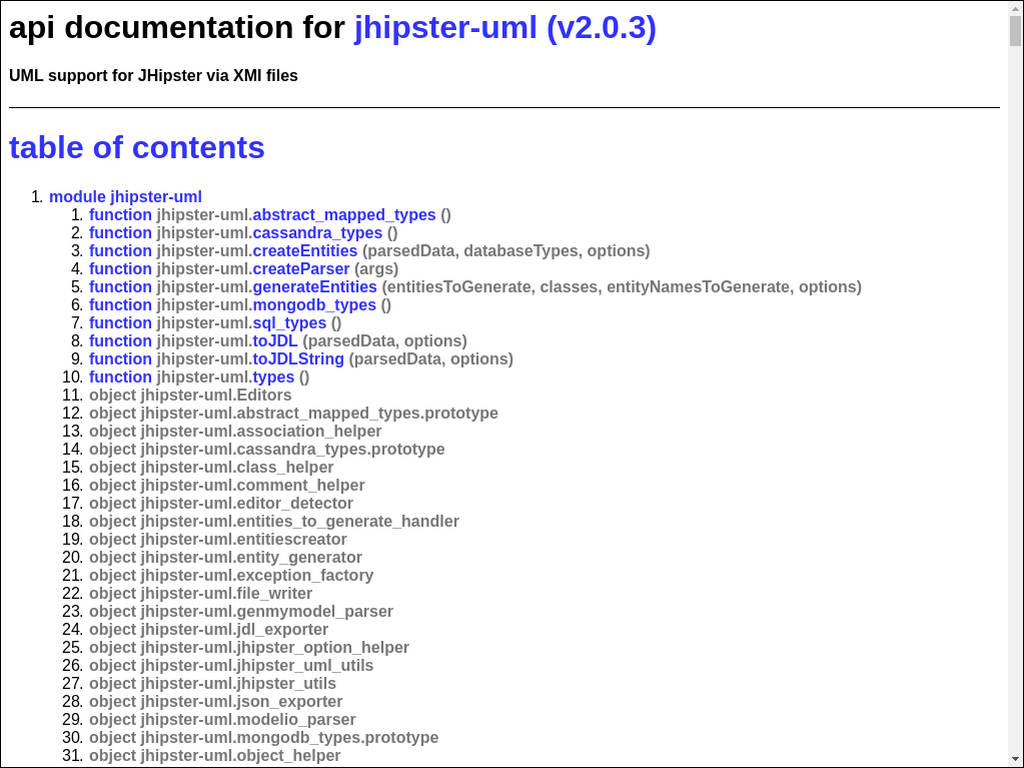 api documentation for jhipster-uml (v2.0.3)
UML support for JHipster via XMI files
table of contents
1. module jhipster-uml
1. function jhipster-uml.abstract_mapped_types ()
2. function jhipster-uml.cassandra_types ()
3. function jhipster-uml.createEntities (parsedData, databaseTypes, options)
4. function jhipster-uml.createParser (args)
5. function jhipster-uml.generateEntities (entitiesToGenerate, classes, entityNamesToGenerate, options)
6. function jhipster-uml.mongodb_types ()
7. function jhipster-uml.sql_types ()
8. function jhipster-uml.toJDL (parsedData, options)
9. function jhipster-uml.toJDLString (parsedData, options)
10. function jhipster-uml.types ()
11. object jhipster-uml.Editors
12. object jhipster-uml.abstract_mapped_types.prototype
13. object jhipster-uml.association_helper
14. object jhipster-uml.cassandra_types.prototype
15. object jhipster-uml.class_helper
16. object jhipster-uml.comment_helper
17. object jhipster-uml.editor_detector
18. object jhipster-uml.entities_to_generate_handler
19. object jhipster-uml.entitiescreator
20. object jhipster-uml.entity_generator
21. object jhipster-uml.exception_factory
22. object jhipster-uml.file_writer
23. object jhipster-uml.genmymodel_parser
24. object jhipster-uml.jdl_exporter
25. object jhipster-uml.jhipster_option_helper
26. object jhipster-uml.jhipster_uml_utils
27. object jhipster-uml.jhipster_utils
28. object jhipster-uml.json_exporter
29. object jhipster-uml.modelio_parser
30. object jhipster-uml.mongodb_types.prototype
31. object jhipster-uml.object_helper